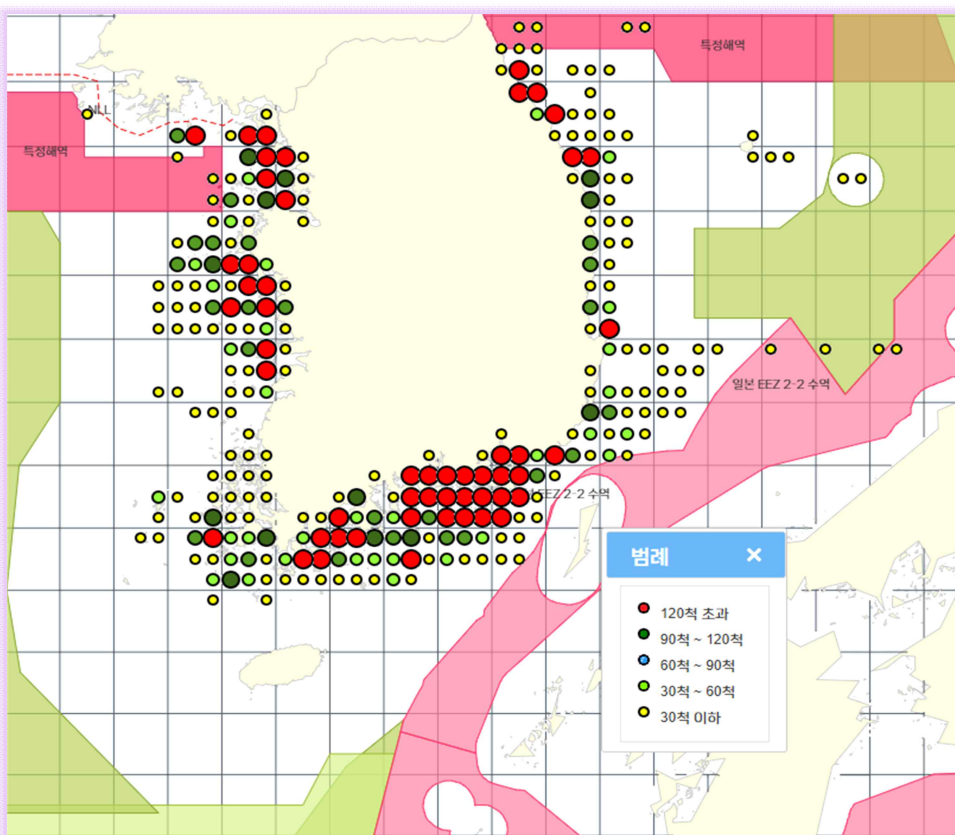 특정해역
NLL
특정해역
일본 EEZ 2-2 수역
EEZ 2-2 수역
범례 ×
120척 초과
90척 ~ 120척
60척 ~ 90척
30척 ~ 60척
30척 이하